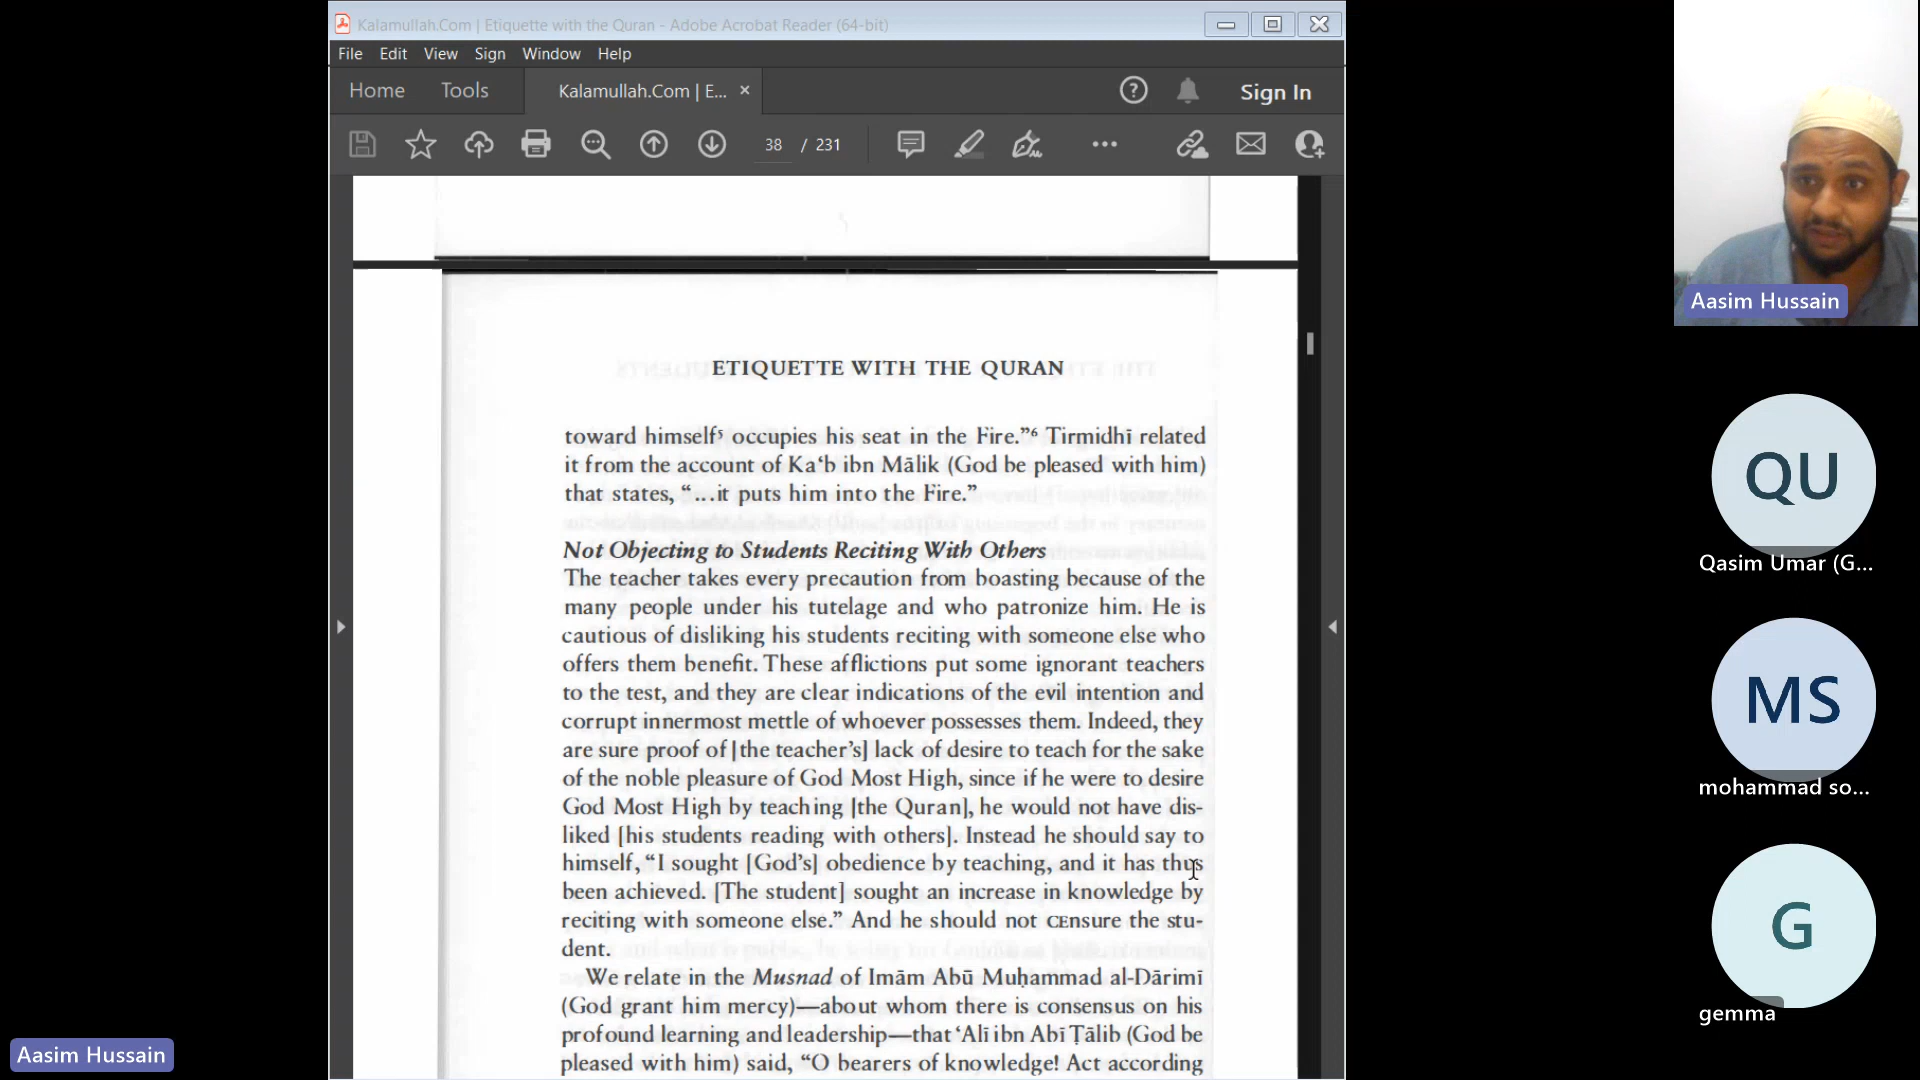 Kalamullah.Com | Etiquette with the Quran - Adobe Acrobat Reader (64-bit)
File Edit View Sign Window Help
Home Tools Kalamullah.Com | E... × Sign In
38 / 231
ETIQUETTE WITH THE QURAN
toward himself⁵ occupies his seat in the Fire.”⁶ Tirmidhī related
it from the account of Ka‘b ibn Mālik (God be pleased with him)
that states, “...it puts him into the Fire.”
Not Objecting to Students Reciting With Others
The teacher takes every precaution from boasting because of the
many people under his tutelage and who patronize him. He is
cautious of disliking his students reciting with someone else who
offers them benefit. These afflictions put some ignorant teachers
to the test, and they are clear indications of the evil intention and
corrupt innermost mettle of whoever possesses them. Indeed, they
are sure proof of [the teacher’s] lack of desire to teach for the sake
of the noble pleasure of God Most High, since if he were to desire
God Most High by teaching [the Quran], he would not have dis-
liked [his students reading with others]. Instead he should say to
himself, “I sought [God’s] obedience by teaching, and it has thus
been achieved. [The student] sought an increase in knowledge by
reciting with someone else.” And he should not CEnsure the stu-
dent.
We relate in the Musnad of Imām Abū Muḥammad al-Dārimī
(God grant him mercy)—about whom there is consensus on his
profound learning and leadership—that ‘Alī ibn Abī Ṭālib (God be
pleased with him) said, “O bearers of knowledge! Act according
Aasim Hussain
QU
Qasim Umar (G...
MS
mohammad so...
G
gemma
Aasim Hussain